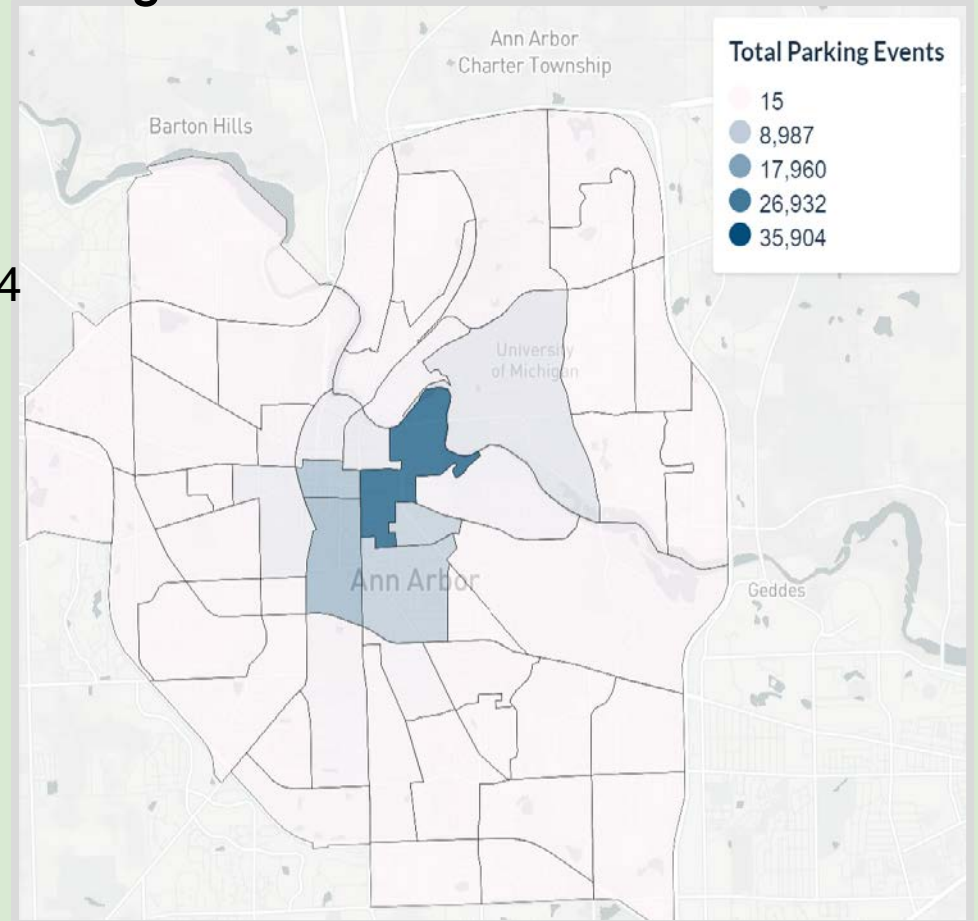 g
Ann Arbor
Charter Township
Total Parking Events
15
8,987
17,960
26,932
35,904
Barton Hills
4
University
of Michigan
Ann Arbor
Geddes